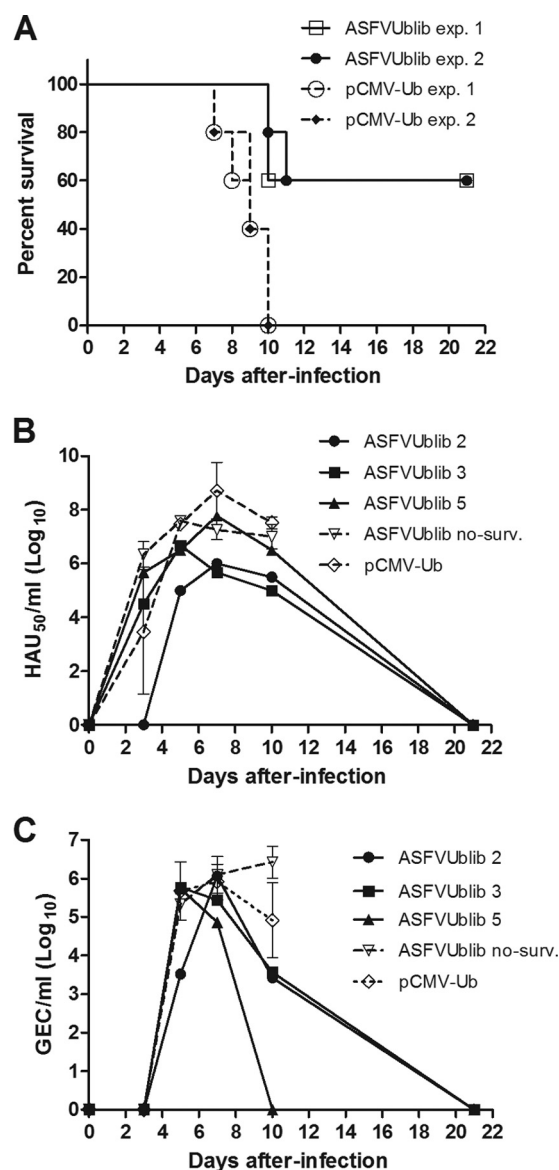 A
ASFVUblib exp. 1
ASFVUblib exp. 2
pCMV-Ub exp. 1
pCMV-Ub exp. 2
Percent survival
100
80
60
40
20
0
0 2 4 6 8 10 12 14 16 18 20 22
Days after-infection
B
ASFVUblib 2
ASFVUblib 3
ASFVUblib 5
ASFVUblib no-surv.
pCMV-Ub
HAU50/ml (Log10)
10
8
6
4
2
0
0 2 4 6 8 10 12 14 16 18 20 22
Days after-infection
C
ASFVUblib 2
ASFVUblib 3
ASFVUblib 5
ASFVUblib no-surv.
pCMV-Ub
GEC/ml (Log10)
7
6
5
4
3
2
1
0
0 2 4 6 8 10 12 14 16 18 20 22
Days after-infection